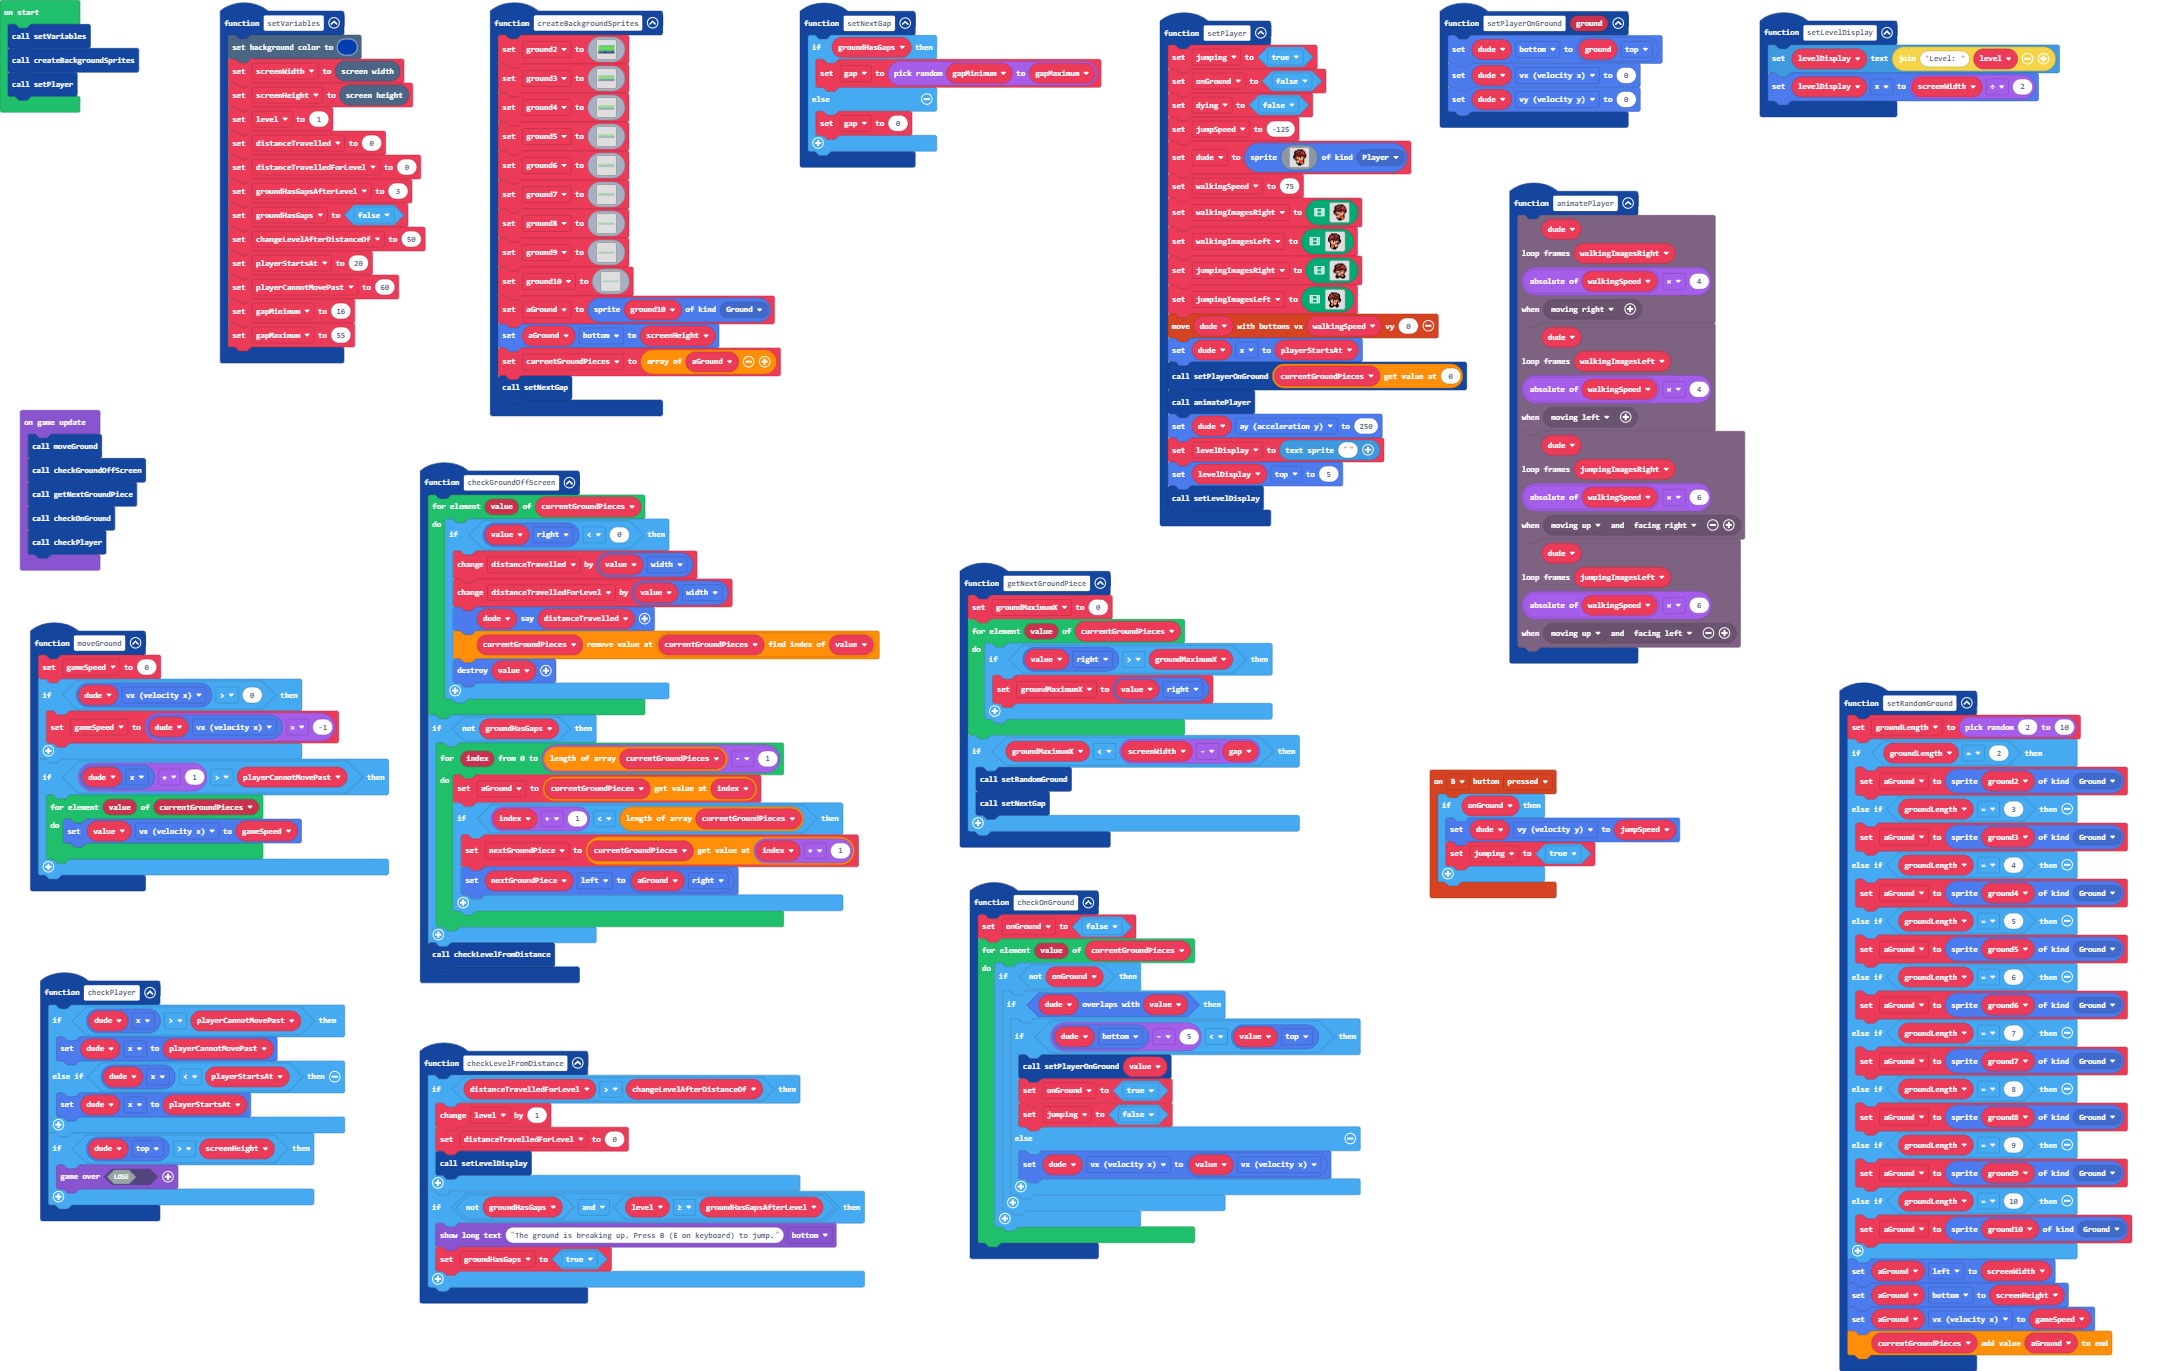 on start
call setVariables
call createBackgroundSprites
call setPlayer
function setVariables
set background color to
set screenWidth to screen width
set screenHeight to screen height
set level to 1
set distanceTravelled to 0
set distanceTravelledForLevel to 0
set groundHasGapsAfterLevel to 3
set groundHasGaps to false
set changeLevelAfterDistanceOf to 50
set playerStartsAt to 20
set playerCannotMovePast to 60
set gapMinimum to 16
set gapMaximum to 55
function createBackgroundSprites
set ground2 to
set ground3 to
set ground4 to
set ground5 to
set ground6 to
set ground7 to
set ground8 to
set ground9 to
set ground10 to
set aGround to sprite ground10 of kind Ground
set aGround bottom to screenHeight
set currentGroundPieces to array of aGround
call setNextGap
function setNextGap
if groundHasGaps then
set gap to pick random gapMinimum to gapMaximum
else
set gap to 0
function setPlayer
set jumping to true
set onGround to false
set dying to false
set jumpSpeed to -125
set dude to sprite of kind Player
set walkingSpeed to 75
set walkingImagesRight to
set walkingImagesLeft to
set jumpingImagesRight to
set jumpingImagesLeft to
move dude with buttons vx walkingSpeed vy 0
set dude x to playerStartsAt
call setPlayerOnGround currentGroundPieces get value at 0
call animatePlayer
set dude ay (acceleration y) to 250
set levelDisplay to text sprite " "
set levelDisplay top to 5
call setLevelDisplay
function setPlayerOnGround ground
set dude bottom to ground top
set dude vx (velocity x) to 0
set dude vy (velocity y) to 0
function setLevelDisplay
set levelDisplay text join "Level: " level
set levelDisplay x to screenWidth ÷ 2
function animatePlayer
dude
loop frames walkingImagesRight
absolute of walkingSpeed × 4
when moving right
dude
loop frames walkingImagesLeft
absolute of walkingSpeed × 4
when moving left
dude
loop frames jumpingImagesRight
absolute of walkingSpeed × 6
when moving up and facing right
dude
loop frames jumpingImagesLeft
absolute of walkingSpeed × 6
when moving up and facing left
on game update
call moveGround
call checkGroundOffScreen
call getNextGroundPiece
call checkOnGround
call checkPlayer
function checkGroundOffScreen
for element value of currentGroundPieces
do
if value right < 0 then
change distanceTravelled by value width
change distanceTravelledForLevel by value width
dude say distanceTravelled
currentGroundPieces remove value at currentGroundPieces find index of value
destroy value
if not groundHasGaps then
for index from 0 to length of array currentGroundPieces - 1
do
set aGround to currentGroundPieces get value at index
if index + 1 < length of array currentGroundPieces then
set nextGroundPiece to currentGroundPieces get value at index + 1
set nextGroundPiece left to aGround right
call checkLevelFromDistance
function moveGround
set gameSpeed to 0
if dude vx (velocity x) > 0 then
set gameSpeed to dude vx (velocity x) × -1
if dude x + 1 > playerCannotMovePast then
for element value of currentGroundPieces
do set value vx (velocity x) to gameSpeed
function getNextGroundPiece
set groundMaximumX to 0
for element value of currentGroundPieces
do
if value right > groundMaximumX then
set groundMaximumX to value right
if groundMaximumX < screenWidth - gap then
call setRandomGround
call setNextGap
on B button pressed
if onGround then
set dude vy (velocity y) to jumpSpeed
set jumping to true
function setRandomGround
set groundLength to pick random 2 to 10
if groundLength = 2 then
set aGround to sprite ground2 of kind Ground
else if groundLength = 3 then
set aGround to sprite ground3 of kind Ground
else if groundLength = 4 then
set aGround to sprite ground4 of kind Ground
else if groundLength = 5 then
set aGround to sprite ground5 of kind Ground
else if groundLength = 6 then
set aGround to sprite ground6 of kind Ground
else if groundLength = 7 then
set aGround to sprite ground7 of kind Ground
else if groundLength = 8 then
set aGround to sprite ground8 of kind Ground
else if groundLength = 9 then
set aGround to sprite ground9 of kind Ground
else if groundLength = 10 then
set aGround to sprite ground10 of kind Ground
set aGround left to screenWidth
set aGround bottom to screenHeight
set aGround vx (velocity x) to gameSpeed
currentGroundPieces add value aGround to end
function checkOnGround
set onGround to false
for element value of currentGroundPieces
do
if not onGround then
if dude overlaps with value then
if dude bottom - 5 < value top then
call setPlayerOnGround value
set onGround to true
set jumping to false
else
set dude vx (velocity x) to value vx (velocity x)
function checkPlayer
if dude x > playerCannotMovePast then
set dude x to playerCannotMovePast
else if dude x < playerStartsAt then
set dude x to playerStartsAt
if dude top > screenHeight then
game over LOSE
function checkLevelFromDistance
if distanceTravelledForLevel > changeLevelAfterDistanceOf then
change level by 1
set distanceTravelledForLevel to 0
call setLevelDisplay
if not groundHasGaps and level ≥ groundHasGapsAfterLevel then
show long text "The ground is breaking up. Press B (E on keyboard) to jump." bottom
set groundHasGaps to true